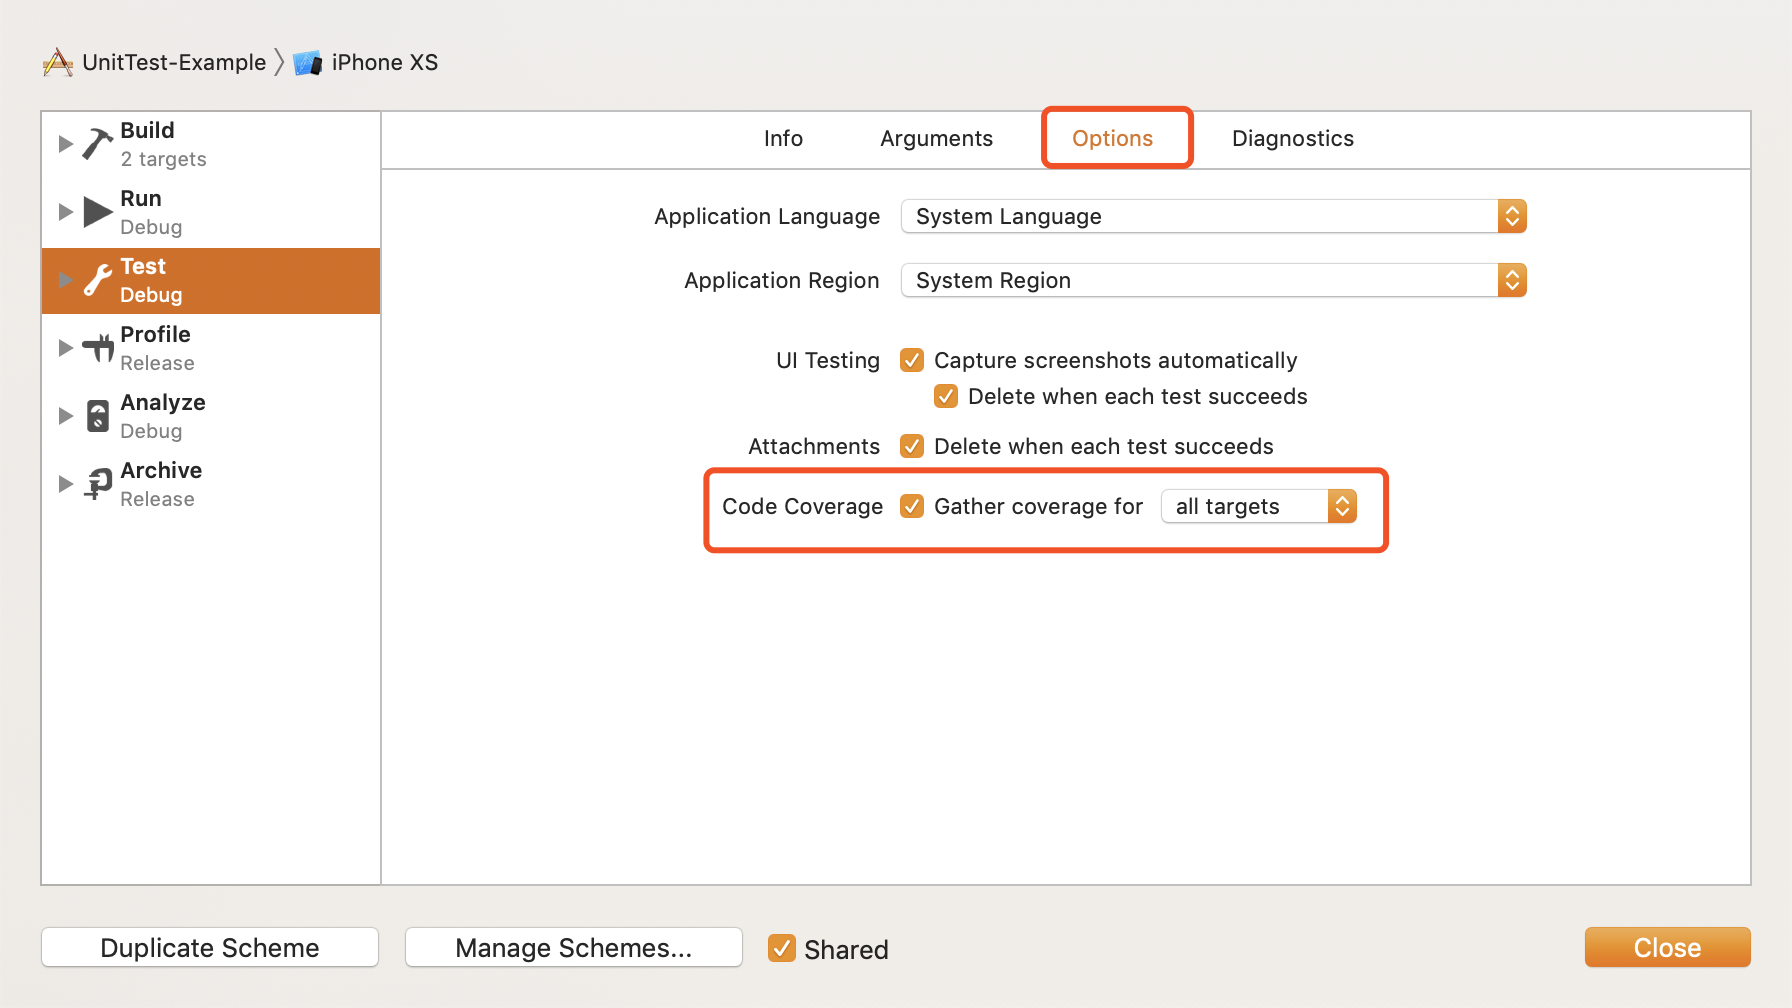 UnitTest-Example iPhone XS
Build
2 targets
Run
Debug
Test
Debug
Profile
Release
Analyze
Debug
Archive
Release
Info Arguments Options Diagnostics
Application Language System Language
Application Region System Region
UI Testing Capture screenshots automatically
Delete when each test succeeds
Attachments Delete when each test succeeds
Code Coverage Gather coverage for all targets
Duplicate Scheme Manage Schemes... Shared Close